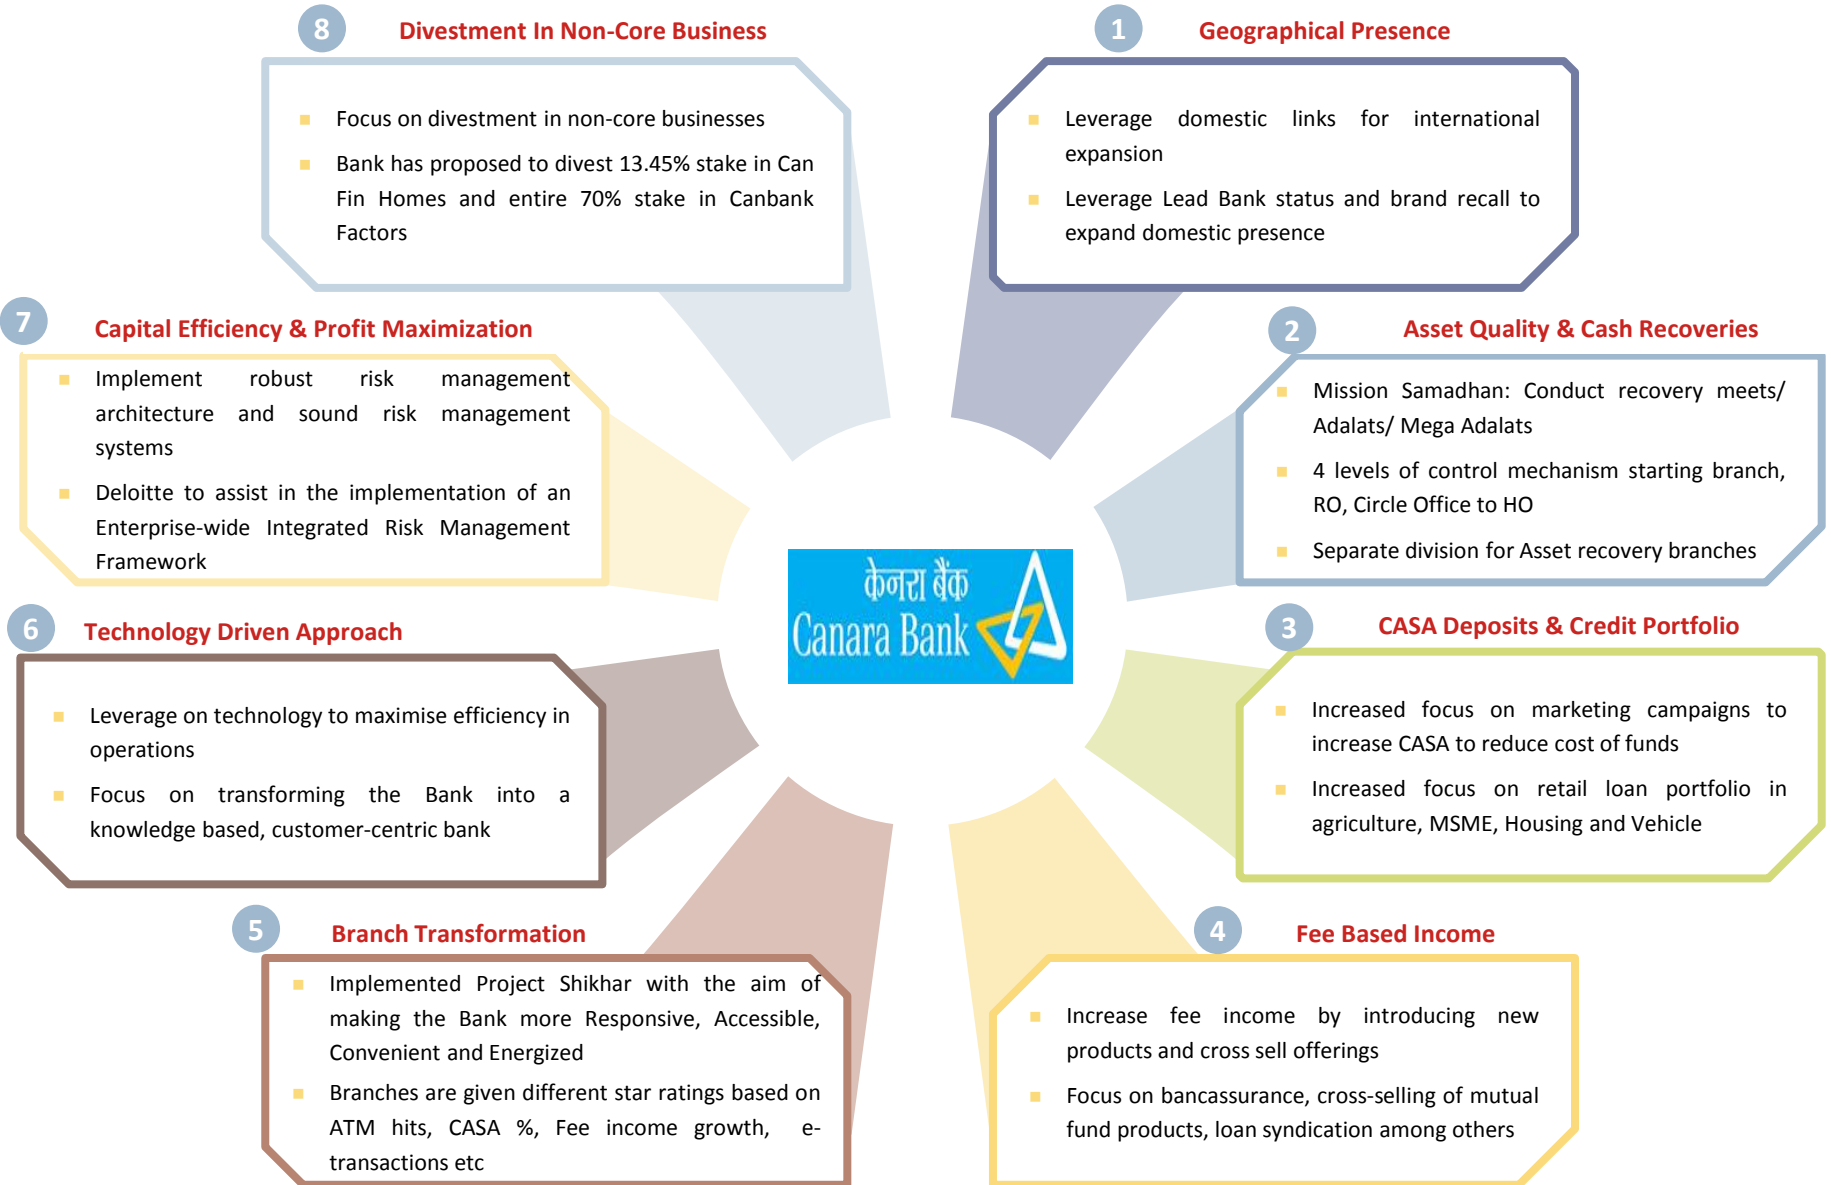 8
Divestment In Non-Core Business
Focus on divestment in non-core businesses
Bank has proposed to divest 13.45% stake in Can
Fin Homes and entire 70% stake in Canbank
Factors
1
Geographical Presence
Leverage domestic links for international
expansion
Leverage Lead Bank status and brand recall to
expand domestic presence
7
Capital Efficiency & Profit Maximization
Implement robust risk management
architecture and sound risk management
systems
Deloitte to assist in the implementation of an
Enterprise-wide Integrated Risk Management
Framework
2
Asset Quality & Cash Recoveries
Mission Samadhan: Conduct recovery meets/
Adalats/ Mega Adalats
4 levels of control mechanism starting branch,
RO, Circle Office to HO
Separate division for Asset recovery branches
केनरा बैंक
Canara Bank
6
Technology Driven Approach
Leverage on technology to maximise efficiency in
operations
Focus on transforming the Bank into a
knowledge based, customer-centric bank
3
CASA Deposits & Credit Portfolio
Increased focus on marketing campaigns to
increase CASA to reduce cost of funds
Increased focus on retail loan portfolio in
agriculture, MSME, Housing and Vehicle
5
Branch Transformation
Implemented Project Shikhar with the aim of
making the Bank more Responsive, Accessible,
Convenient and Energized
Branches are given different star ratings based on
ATM hits, CASA %, Fee income growth, e-
transactions etc
4
Fee Based Income
Increase fee income by introducing new
products and cross sell offerings
Focus on bancassurance, cross-selling of mutual
fund products, loan syndication among others